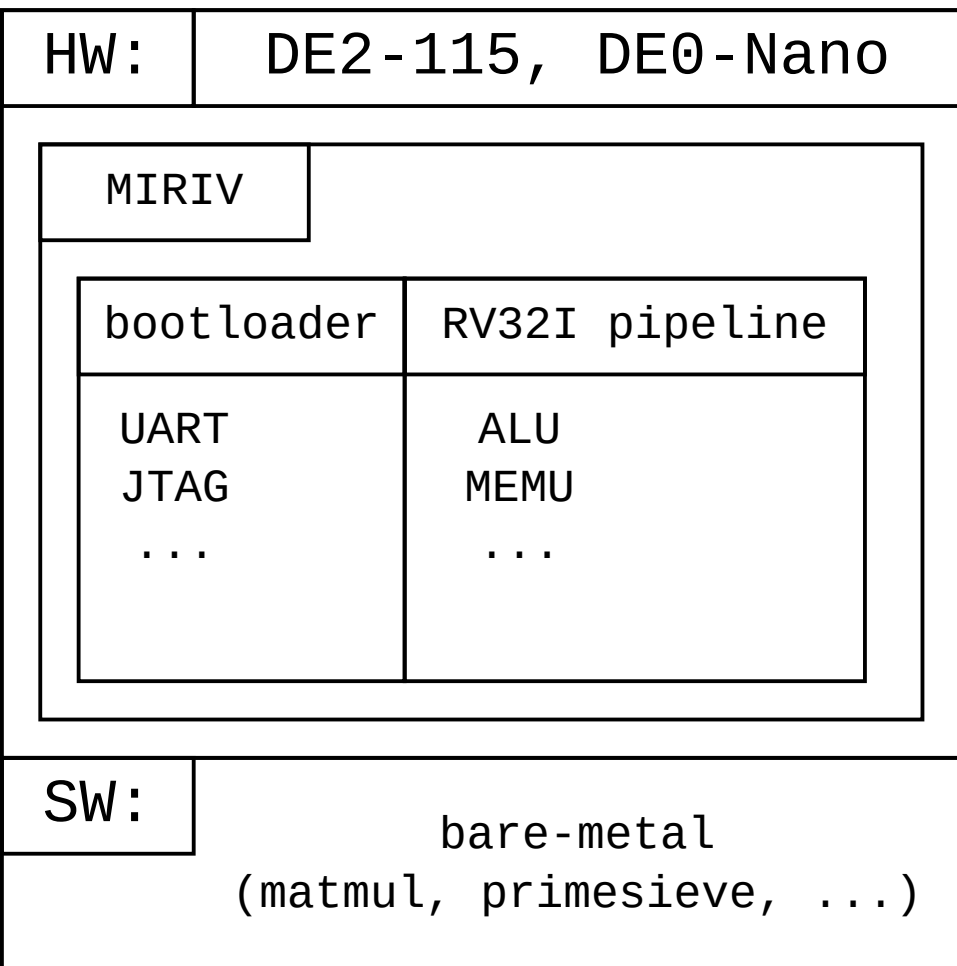 HW: DE2-115, DE0-Nano
MIRIV
bootloader RV32I pipeline
UART ALU
JTAG MEMU
... ...
SW:
bare-metal
(matmul, primesieve, ...)